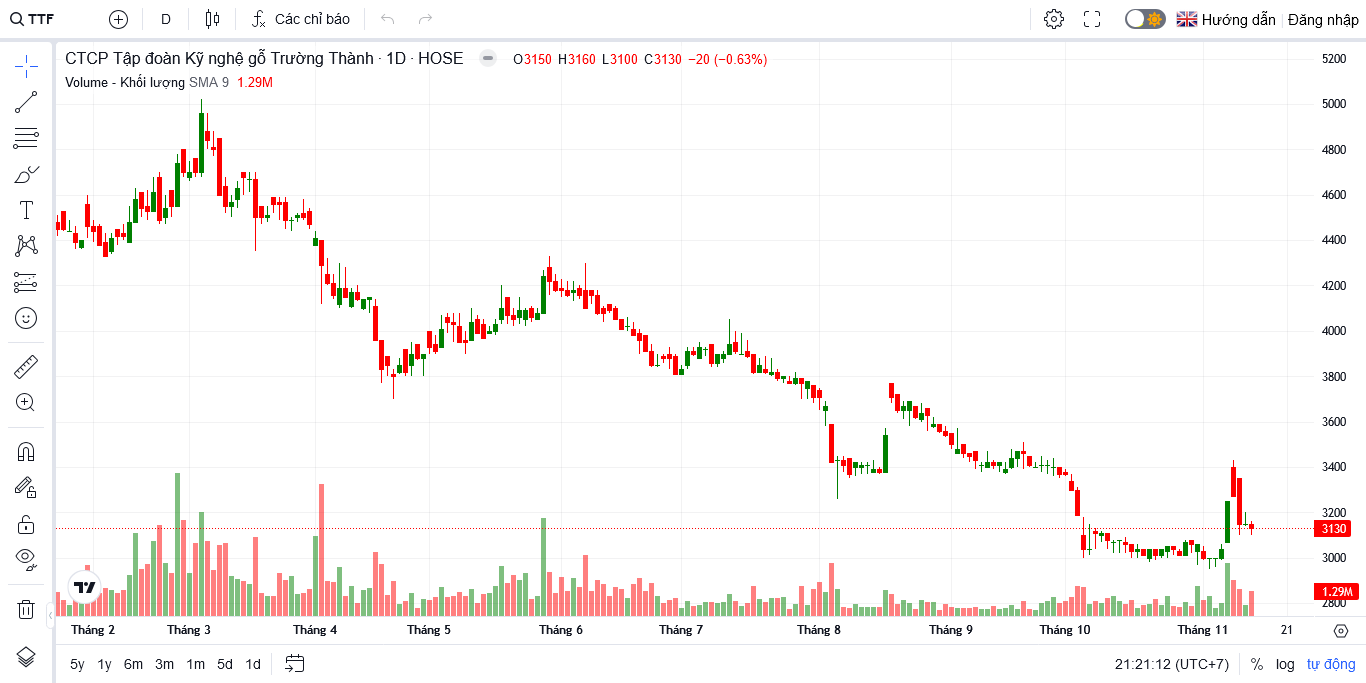 TTF D Các chỉ báo Hướng dẫn Đăng nhập
CTCP Tập đoàn Kỹ nghệ gỗ Trường Thành · 1D · HOSE O3150 H3160 L3100 C3130 −20 (−0.63%)
Volume - Khối lượng SMA 9 1.29M
5200
5000
4800
4600
4400
4200
4000
3800
3600
3400
3200
3130
3000
1.29M
2800
Tháng 2 Tháng 3 Tháng 4 Tháng 5 Tháng 6 Tháng 7 Tháng 8 Tháng 9 Tháng 10 Tháng 11 21
5y 1y 6m 3m 1m 5d 1d 21:21:12 (UTC+7) % log tự động